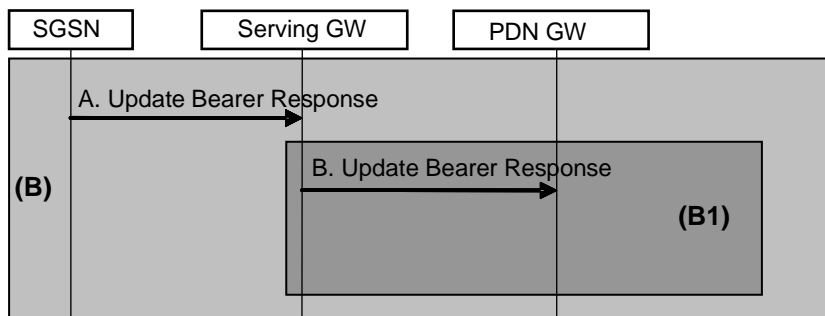 SGSN
Serving GW
PDN GW
A. Update Bearer Response
B. Update Bearer Response
(B)
(B1)